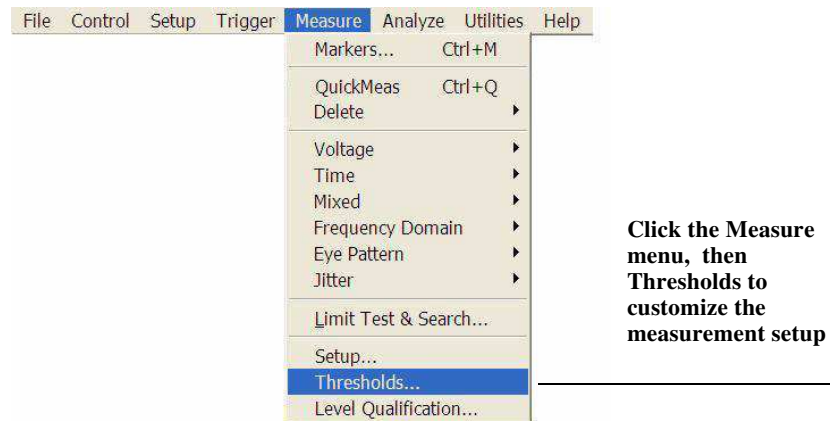 File Control Setup Trigger Measure Analyze Utilities Help
Markers... Ctrl+M
QuickMeas Ctrl+Q
Delete
Voltage
Time
Mixed
Frequency Domain
Eye Pattern
Jitter
Limit Test & Search...
Setup...
Thresholds...
Level Qualification...
Click the Measure
menu, then
Thresholds to
customize the
measurement setup